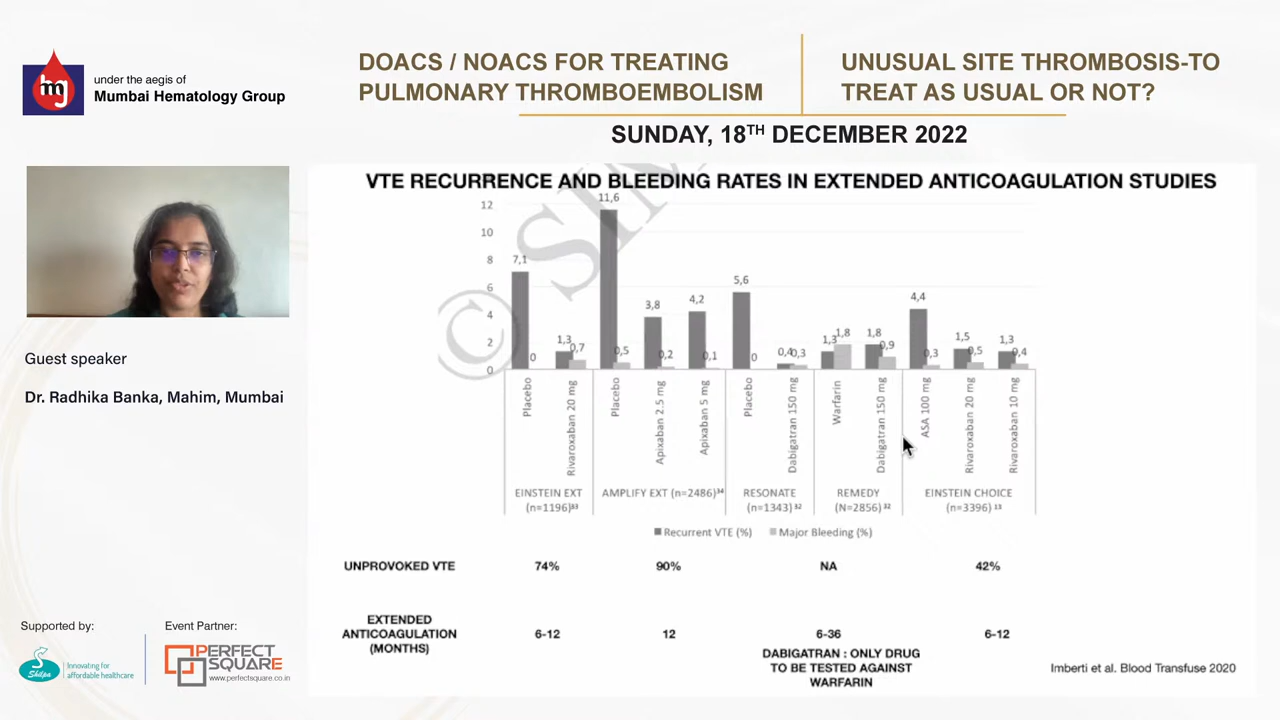 mg
under the aegis of
Mumbai Hematology Group
DOACS / NOACS FOR TREATING
PULMONARY THROMBOEMBOLISM
UNUSUAL SITE THROMBOSIS-TO
TREAT AS USUAL OR NOT?
SUNDAY, 18TH DECEMBER 2022
Guest speaker
Dr. Radhika Banka, Mahim, Mumbai
Supported by:
Shilpa
Innovating for
affordable healthcare
Event Partner:
PERFECT
SQUARE
www.perfectsquare.co.in
VTE RECURRENCE AND BLEEDING RATES IN EXTENDED ANTICOAGULATION STUDIES
© SIM
12
10
8
6
4
2
0
7,1
0
1,3
0,7
11,6
0,5
3,8
0,2
4,2
0,1
5,6
0
0,4
0,3
1,3
1,8
1,8
0,9
4,4
0,3
1,5
0,5
1,3
0,4
Placebo
Rivaroxaban 20 mg
Placebo
Apixaban 2.5 mg
Apixaban 5 mg
Placebo
Dabigatran 150 mg
Warfarin
Dabigatran 150 mg
ASA 100 mg
Rivaroxaban 20 mg
Rivaroxaban 10 mg
EINSTEIN EXT
(n=1196)33
AMPLIFY EXT (n=2486)34
RESONATE
(n=1343)32
REMEDY
(N=2856) 32
EINSTEIN CHOICE
(n=3396) 13
Recurrent VTE (%)
Major Bleeding (%)
UNPROVOKED VTE
74%
90%
NA
42%
EXTENDED
ANTICOAGULATION
(MONTHS)
6-12
12
6-36
6-12
DABIGATRAN : ONLY DRUG
TO BE TESTED AGAINST
WARFARIN
Imberti et al. Blood Transfuse 2020